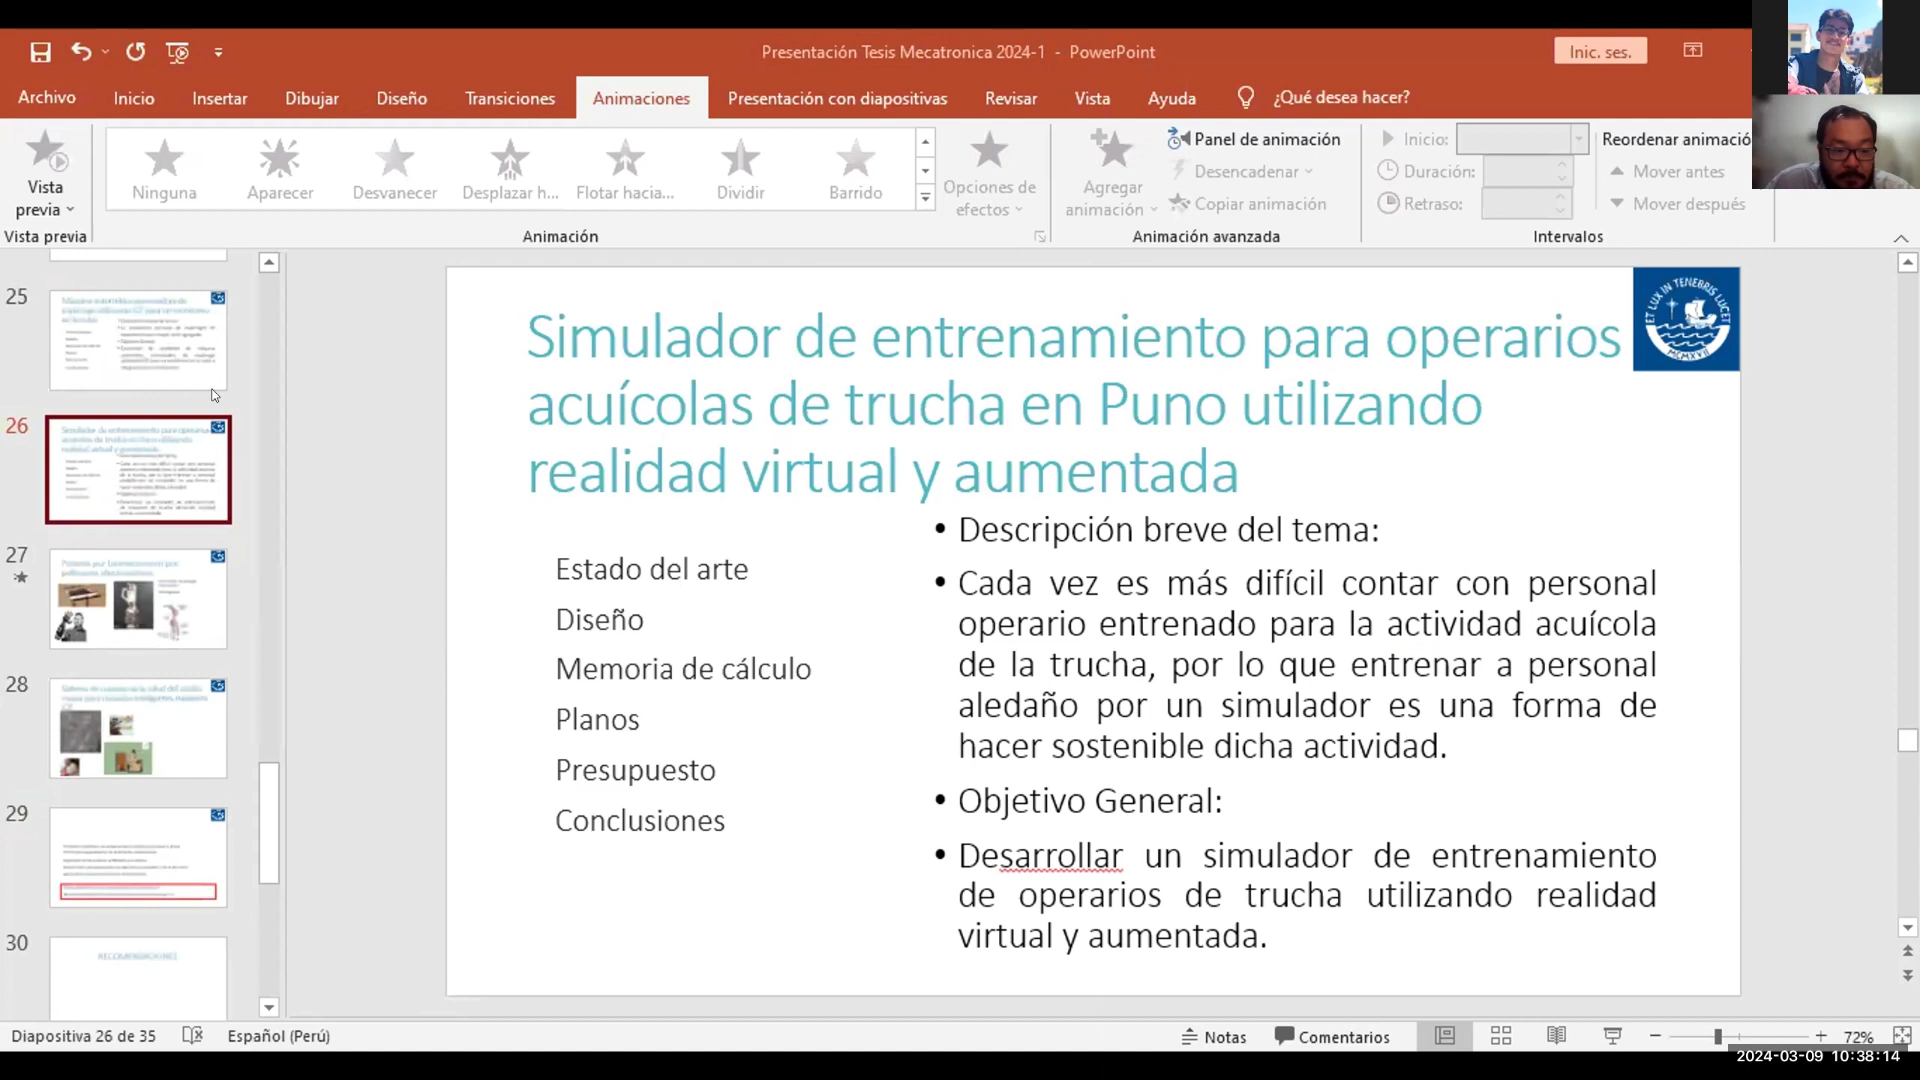 Presentación Tesis Mecatronica 2024-1 - PowerPoint
Inic. ses.
Archivo Inicio Insertar Dibujar Diseño Transiciones Animaciones Presentación con diapositivas Revisar Vista Ayuda ¿Qué desea hacer?
Vista previa
Ninguna Aparecer Desvanecer Desplazar h... Flotar hacia... Dividir Barrido
Opciones de efectos
Agregar animación
Panel de animación
Desencadenar
Copiar animación
Inicio:
Duración:
Retraso:
Reordenar animació
Mover antes
Mover después
Vista previa Animación Animación avanzada Intervalos
25
26
27
28
29
30
RECOMENDACIONES
Simulador de entrenamiento para operarios
acuícolas de trucha en Puno utilizando
realidad virtual y aumentada
ET LUX IN TENEBRIS LUCET
MCMXVII
Estado del arte
Diseño
Memoria de cálculo
Planos
Presupuesto
Conclusiones
• Descripción breve del tema:
• Cada vez es más difícil contar con personal
operario entrenado para la actividad acuícola
de la trucha, por lo que entrenar a personal
aledaño por un simulador es una forma de
hacer sostenible dicha actividad.
• Objetivo General:
• Desarrollar un simulador de entrenamiento
de operarios de trucha utilizando realidad
virtual y aumentada.
Diapositiva 26 de 35 Español (Perú) Notas Comentarios 72%
2024-03-09 10:38:14